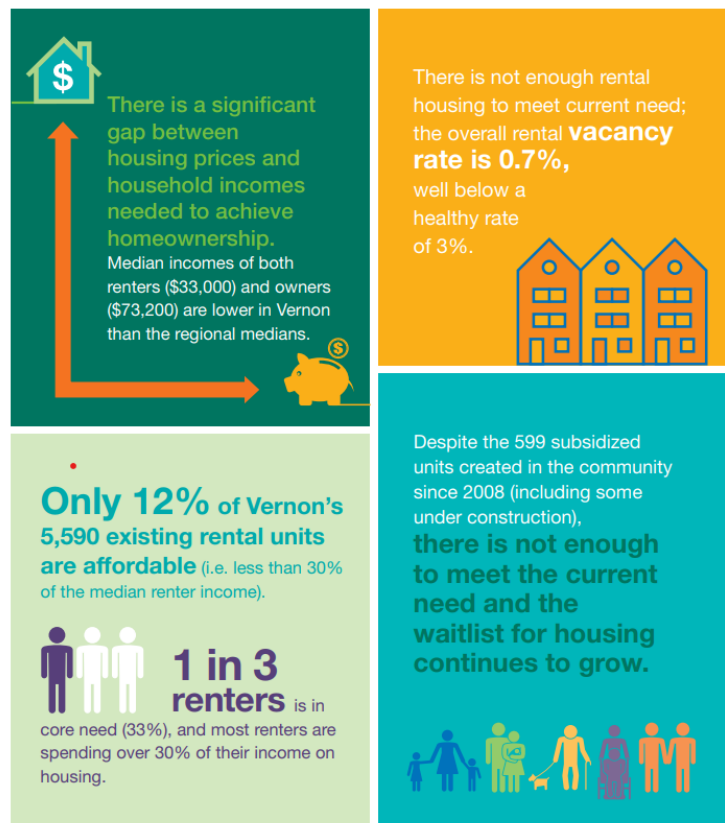 $
There is a significant
gap between
housing prices and
household incomes
needed to achieve
homeownership.
Median incomes of both
renters ($33,000) and owners
($73,200) are lower in Vernon
than the regional medians.
$
There is not enough rental
housing to meet current need;
the overall rental vacancy
rate is 0.7%,
well below a
healthy rate
of 3%.
Only 12% of Vernon's
5,590 existing rental units
are affordable (i.e. less than 30%
of the median renter income).
1 in 3
renters is in
core need (33%), and most renters are
spending over 30% of their income on
housing.
Despite the 599 subsidized
units created in the community
since 2008 (including some
under construction),
there is not enough
to meet the current
need and the
waitlist for housing
continues to grow.